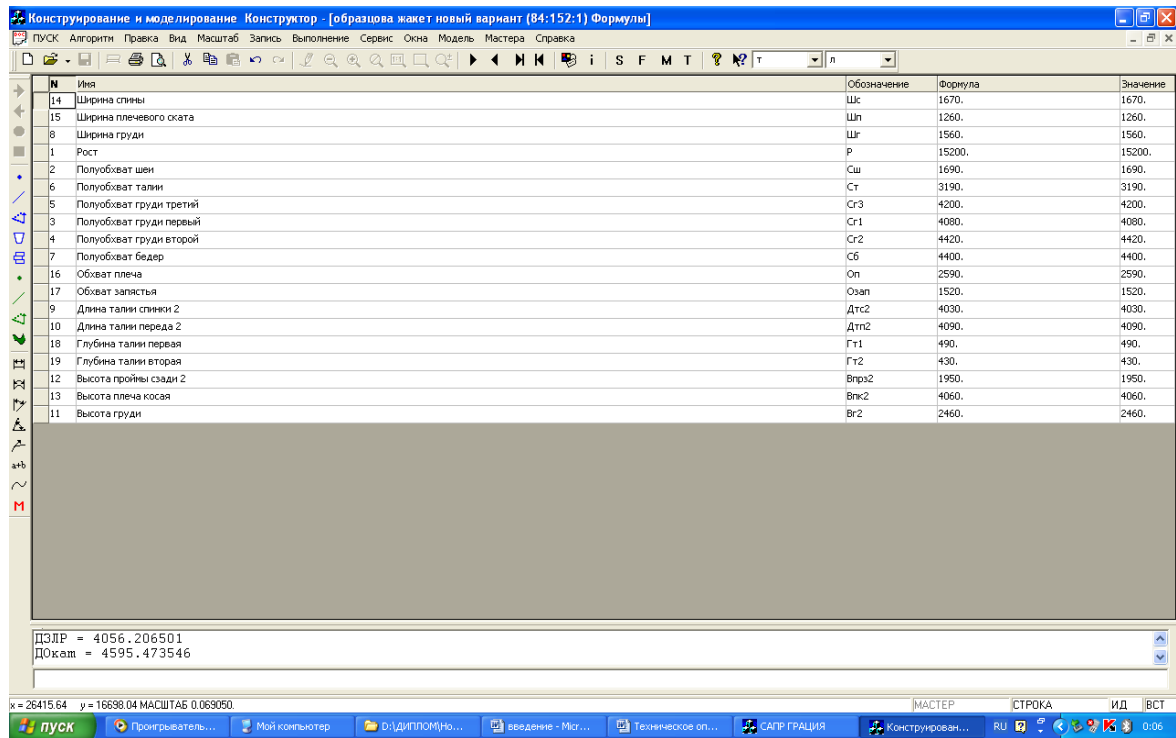 Конструирование и моделирование Конструктор - [образцова жакет новый вариант (84:152:1) Формулы]
ПУСК Алгоритм Правка Вид Масштаб Запись Выполнение Сервис Окна Модель Мастера Справка
i S F M T т л
N Имя Обозначение Формула Значение
14 Ширина спины Шс 1670. 1670.
15 Ширина плечевого ската Шп 1260. 1260.
8 Ширина груди Шг 1560. 1560.
1 Рост Р 15200. 15200.
2 Полуобхват шеи Сш 1690. 1690.
6 Полуобхват талии Ст 3190. 3190.
5 Полуобхват груди третий Сг3 4200. 4200.
3 Полуобхват груди первый Сг1 4080. 4080.
4 Полуобхват груди второй Сг2 4420. 4420.
7 Полуобхват бедер Сб 4400. 4400.
16 Обхват плеча Оп 2590. 2590.
17 Обхват запястья Озап 1520. 1520.
9 Длина талии спинки 2 Дтс2 4030. 4030.
10 Длина талии переда 2 Дтп2 4090. 4090.
18 Глубина талии первая Гт1 490. 490.
19 Глубина талии вторая Гт2 430. 430.
12 Высота проймы сзади 2 Впрз2 1950. 1950.
13 Высота плеча косая Впк2 4060. 4060.
11 Высота груди Вг2 2460. 2460.
a+b
M
ДЗЛР = 4056.206501
ДОкат = 4595.473546
x = 26415.64 y = 16698.04 МАСШТАБ 0.069050. МАСТЕР СТРОКА ИД ВСТ
пуск Проигрыватель... Мой компьютер D:\ДИПЛОМ\Но... введение - Micr... Техническое оп... САПР ГРАЦИЯ Конструирован... RU 0:06